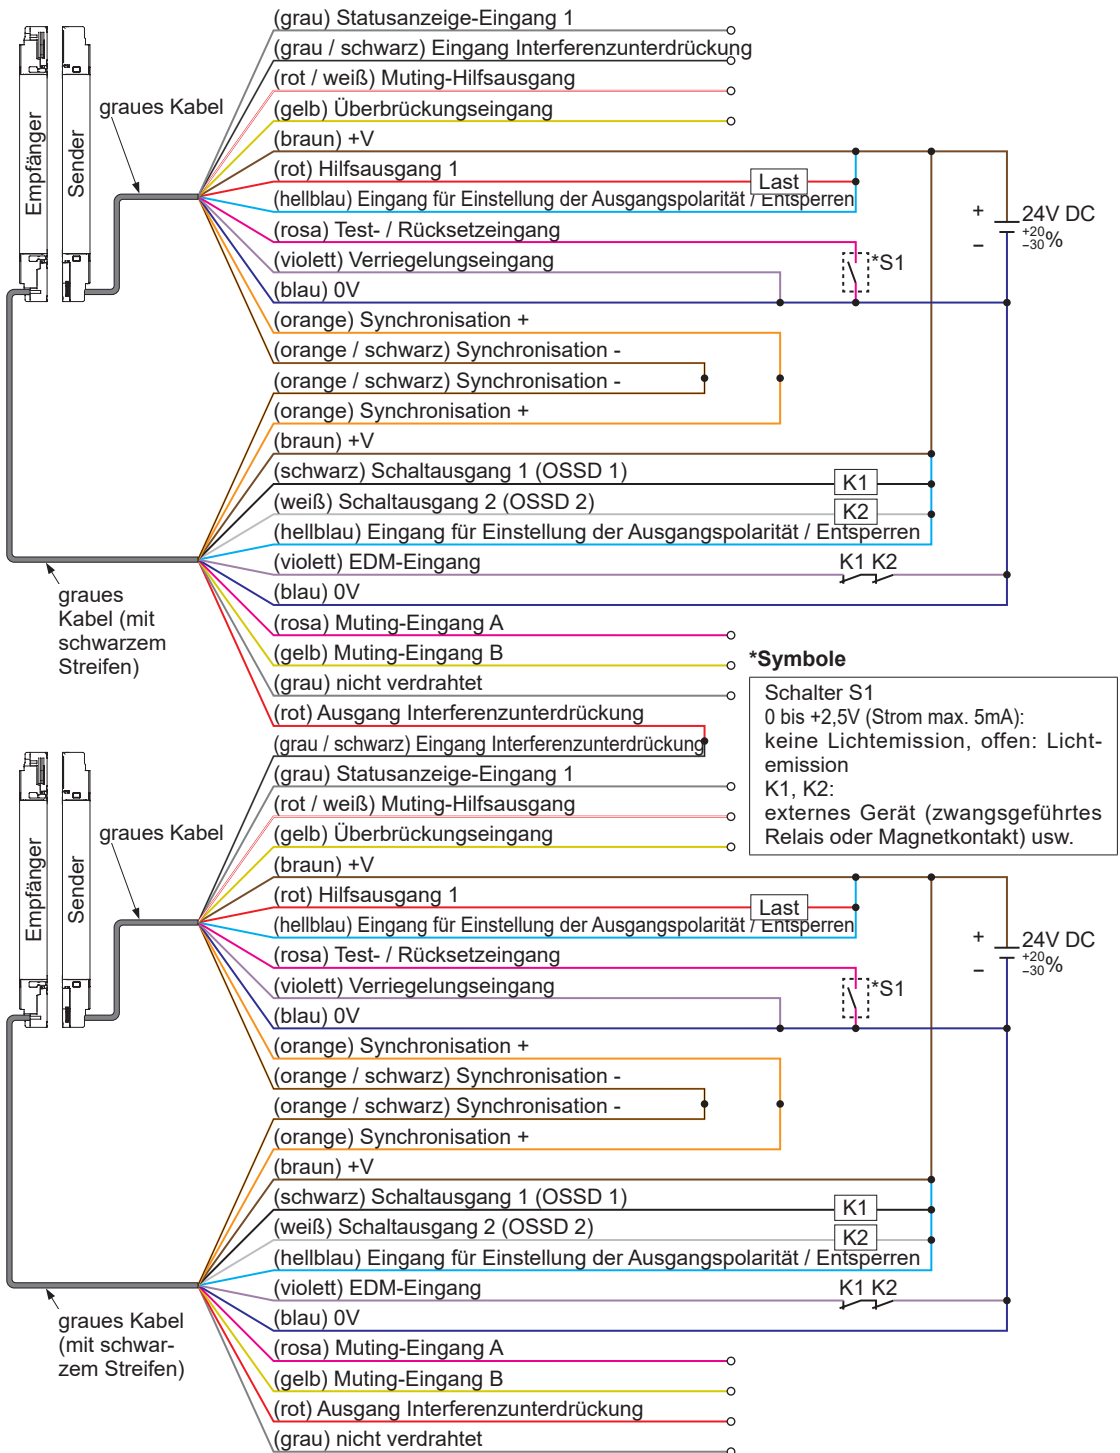 (grau) Statusanzeige-Eingang 1
(grau / schwarz) Eingang Interferenzunterdrückung
(rot / weiß) Muting-Hilfsausgang
graues Kabel
(gelb) Überbrückungseingang
(braun) +V
Empfänger
Sender
(rot) Hilfsausgang 1
Last
(hellblau) Eingang für Einstellung der Ausgangspolarität / Entsperren
+ 24V DC
– +20 –30 %
(rosa) Test- / Rücksetzeingang
(violett) Verriegelungseingang
*S1
(blau) 0V
(orange) Synchronisation +
(orange / schwarz) Synchronisation -
(orange / schwarz) Synchronisation -
(orange) Synchronisation +
(braun) +V
(schwarz) Schaltausgang 1 (OSSD 1)
K1
(weiß) Schaltausgang 2 (OSSD 2)
K2
(hellblau) Eingang für Einstellung der Ausgangspolarität / Entsperren
(violett) EDM-Eingang
K1 K2
graues
Kabel (mit
schwarzem
Streifen)
(blau) 0V
(rosa) Muting-Eingang A
(gelb) Muting-Eingang B
(grau) nicht verdrahtet
(rot) Ausgang Interferenzunterdrückung
*Symbole
Schalter S1
0 bis +2,5V (Strom max. 5mA):
keine Lichtemission, offen: Licht-
emission
K1, K2:
externes Gerät (zwangsgeführtes
Relais oder Magnetkontakt) usw.
(grau / schwarz) Eingang Interferenzunterdrückung
(grau) Statusanzeige-Eingang 1
(rot / weiß) Muting-Hilfsausgang
graues Kabel
(gelb) Überbrückungseingang
(braun) +V
Empfänger
Sender
(rot) Hilfsausgang 1
Last
(hellblau) Eingang für Einstellung der Ausgangspolarität / Entsperren
+ 24V DC
– +20 –30 %
(rosa) Test- / Rücksetzeingang
(violett) Verriegelungseingang
*S1
(blau) 0V
(orange) Synchronisation +
(orange / schwarz) Synchronisation -
(orange / schwarz) Synchronisation -
(orange) Synchronisation +
(braun) +V
(schwarz) Schaltausgang 1 (OSSD 1)
K1
(weiß) Schaltausgang 2 (OSSD 2)
K2
(hellblau) Eingang für Einstellung der Ausgangspolarität / Entsperren
(violett) EDM-Eingang
K1 K2
graues Kabel
(mit schwar-
zem Streifen)
(blau) 0V
(rosa) Muting-Eingang A
(gelb) Muting-Eingang B
(rot) Ausgang Interferenzunterdrückung
(grau) nicht verdrahtet